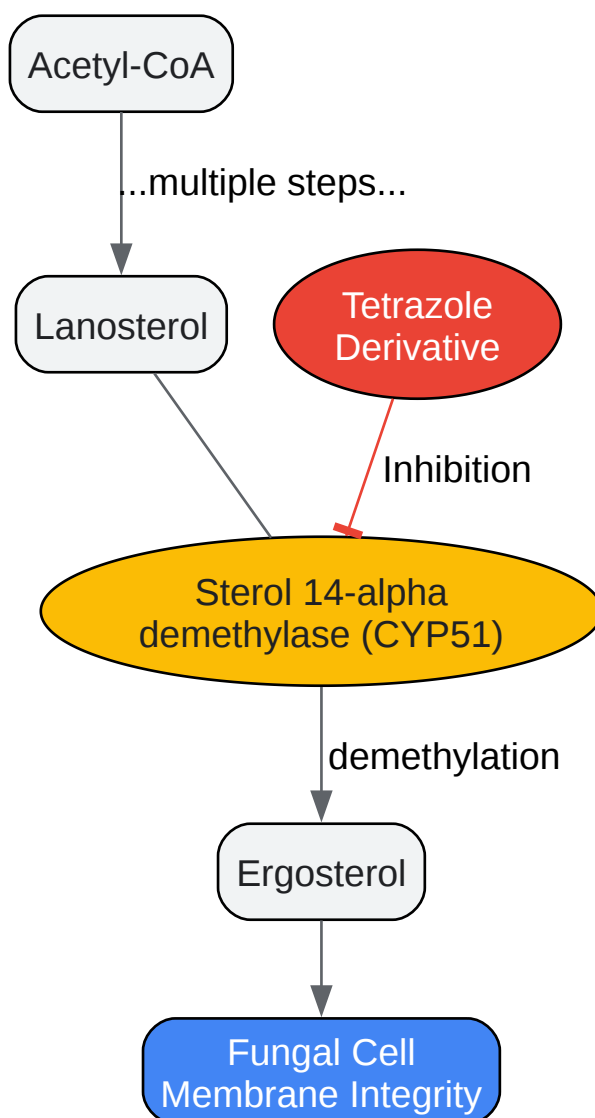 Acetyl-CoA
...multiple steps...
Lanosterol
Tetrazole
Derivative
Inhibition
Sterol 14-alpha
demethylase (CYP51)
demethylation
Ergosterol
Fungal Cell
Membrane Integrity